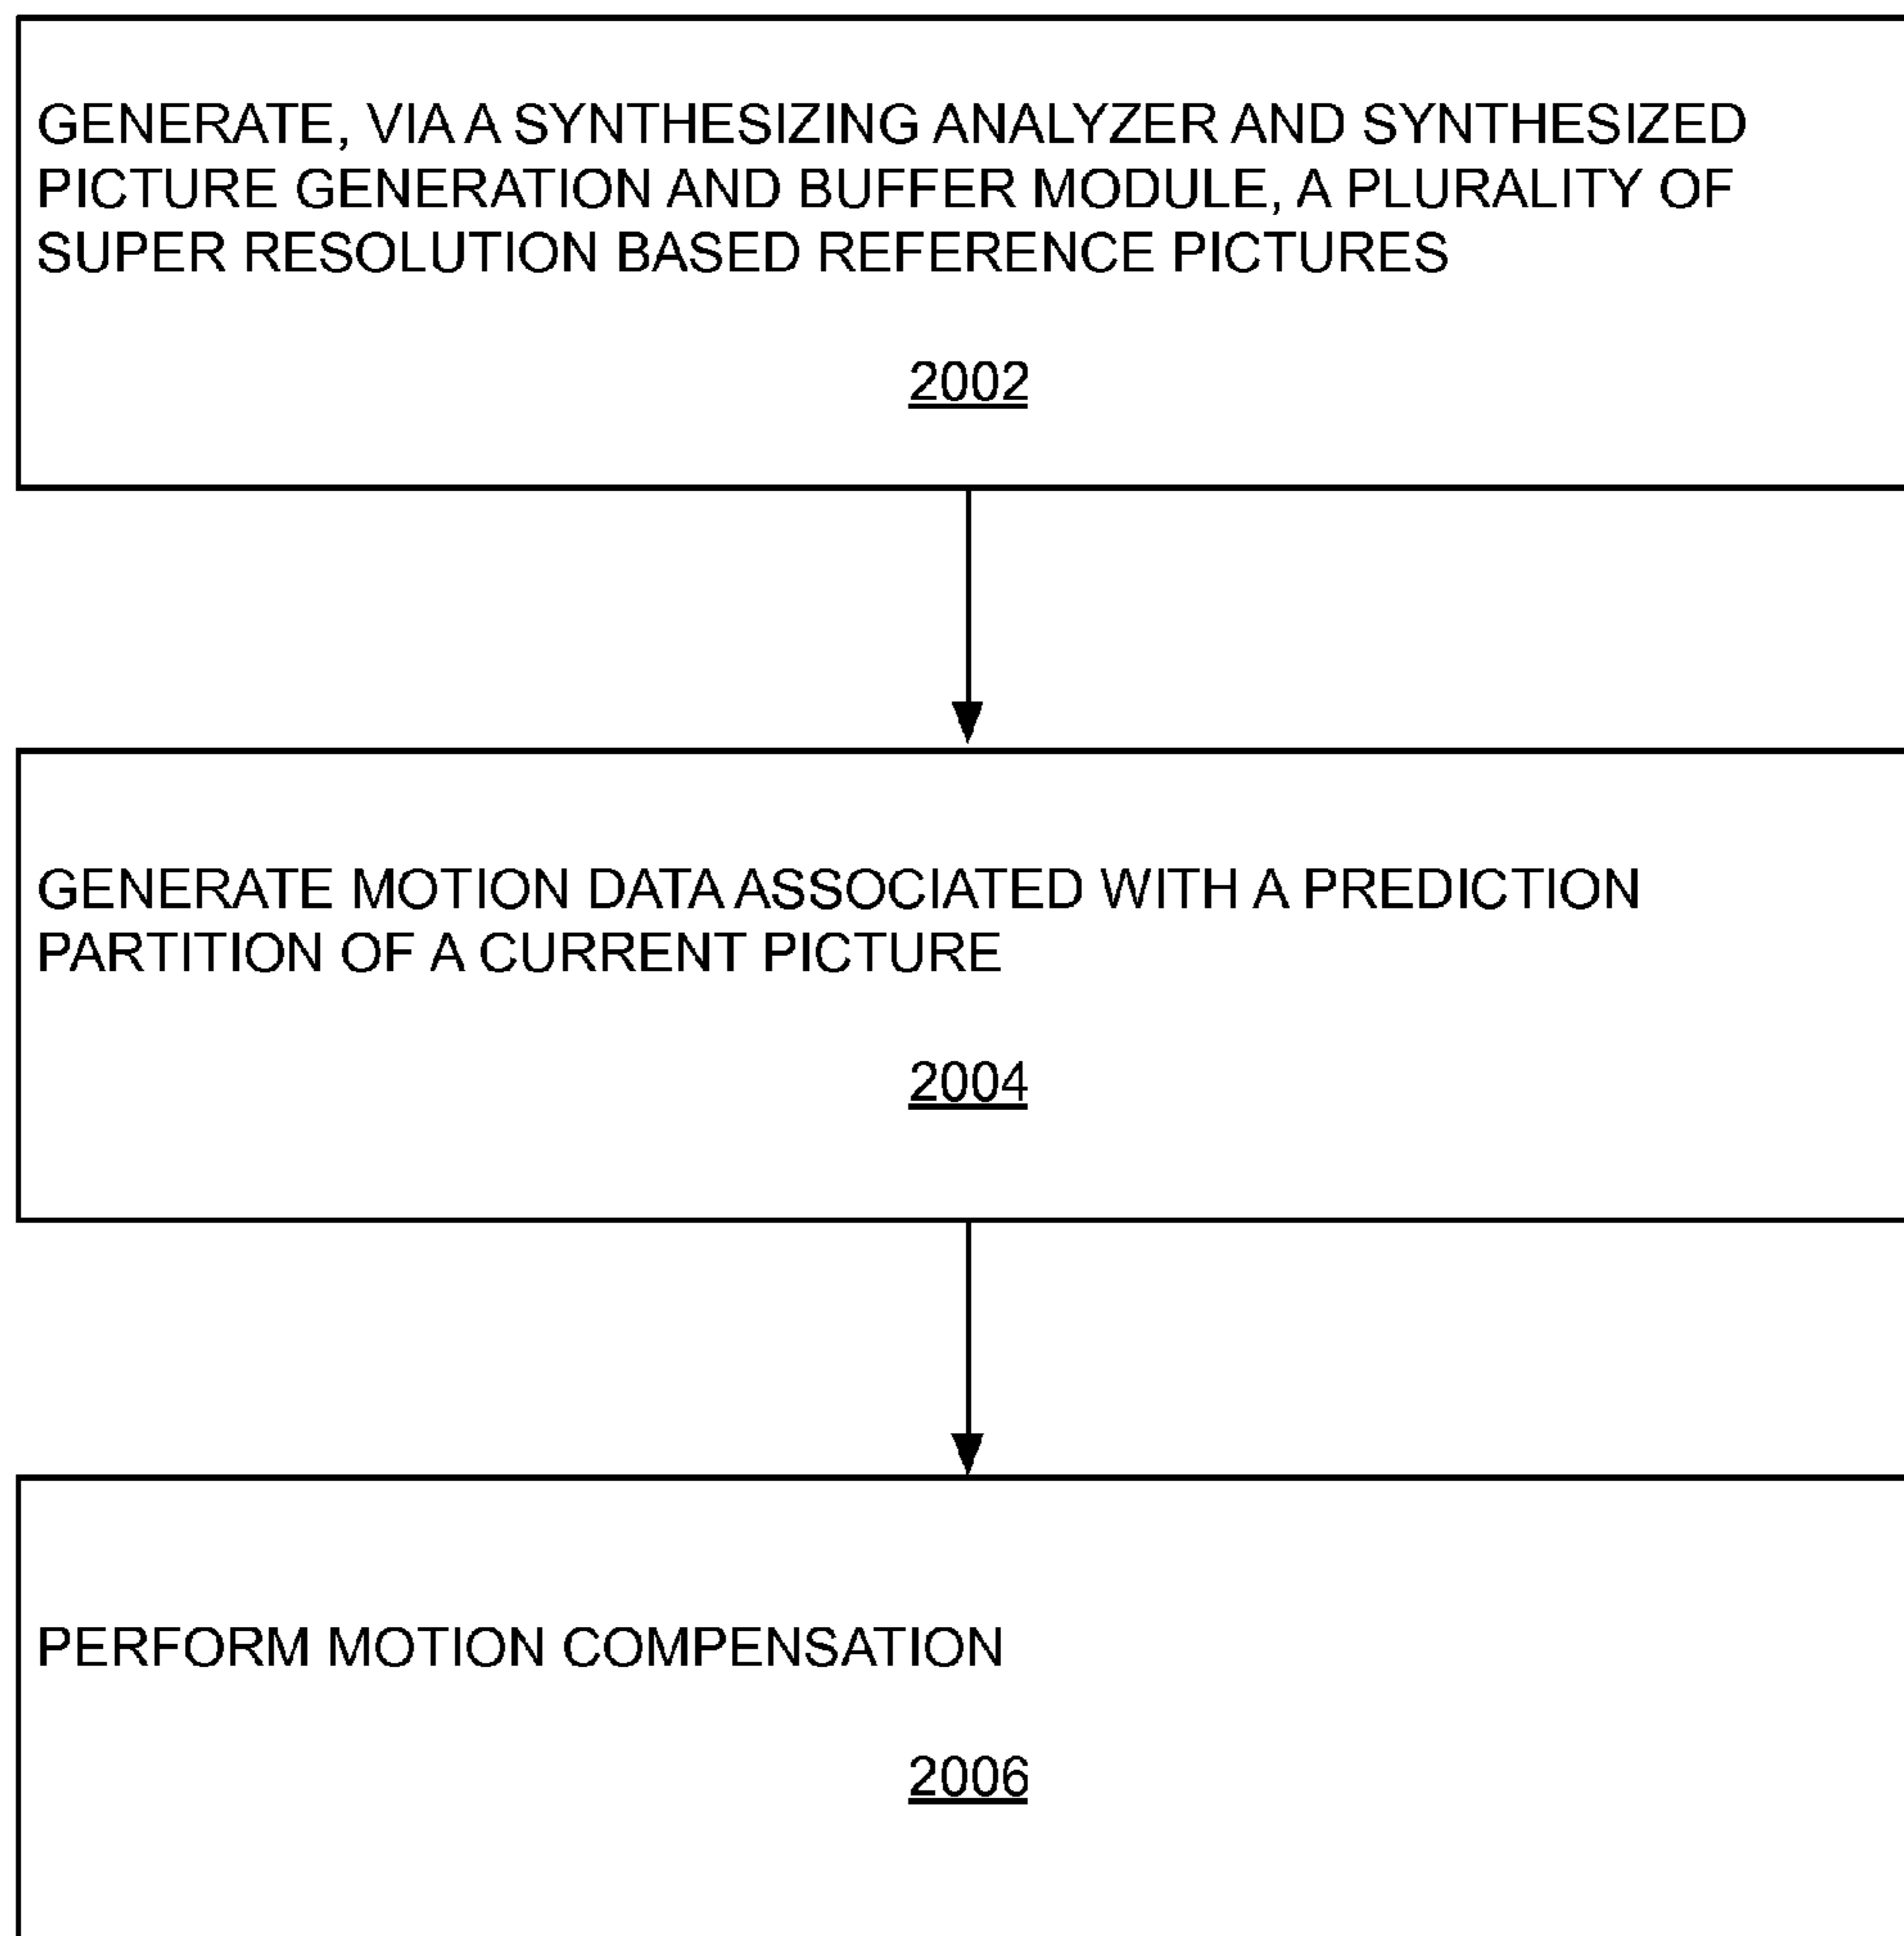 GENERATE, VIA A SYNTHESIZING ANALYZER AND SYNTHESIZED
PICTURE GENERATION AND BUFFER MODULE, A PLURALITY OF
SUPER RESOLUTION BASED REFERENCE PICTURES
2002
GENERATE MOTION DATA ASSOCIATED WITH A PREDICTION
PARTITION OF A CURRENT PICTURE
2004
PERFORM MOTION COMPENSATION
2006